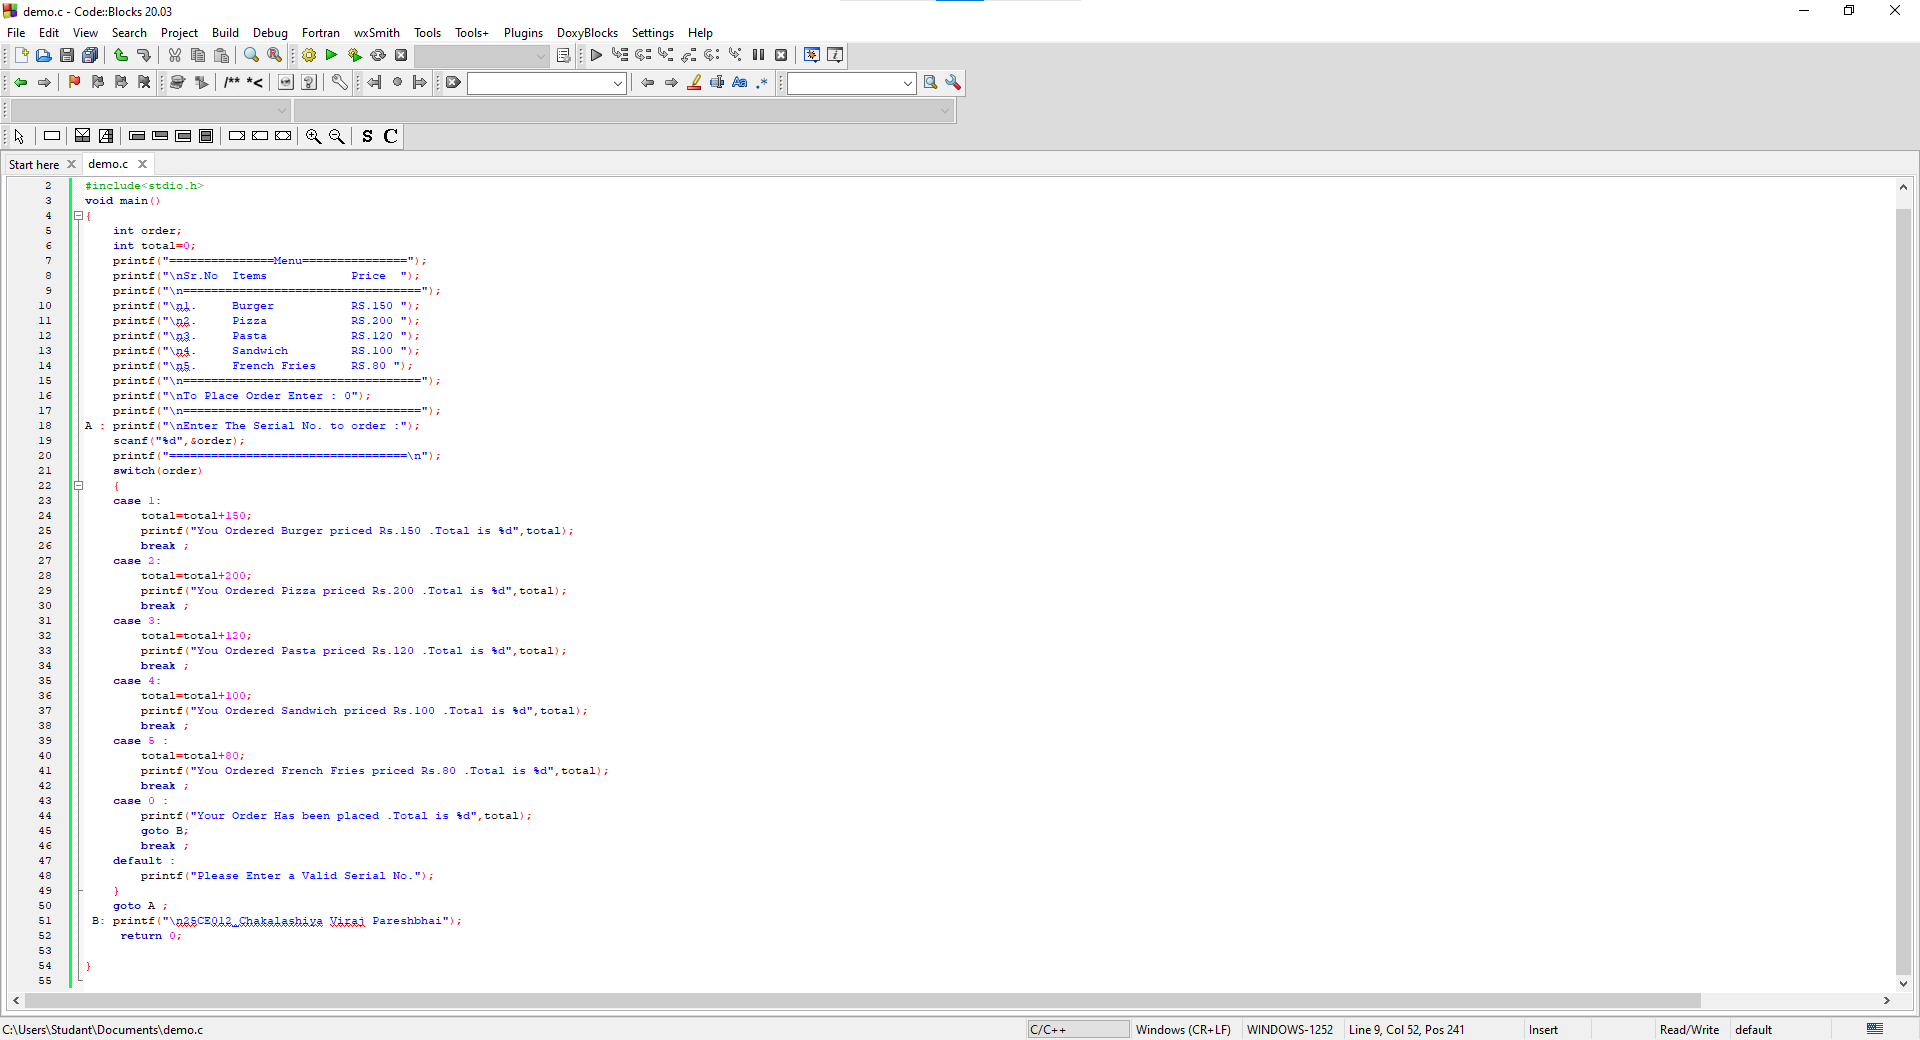 demo.c - Code::Blocks 20.03
File Edit View Search Project Build Debug Fortran wxSmith Tools Tools+ Plugins DoxyBlocks Settings Help
/** *<
Aa .*
S C
Start here demo.c
2 #include<stdio.h>
3 void main()
4 {
5 int order;
6 int total=0;
7 printf("===============Menu===============");
8 printf("\nSr.No  Items            Price  ");
9 printf("\n==================================");
10 printf("\n1.     Burger           RS.150 ");
11 printf("\n2.     Pizza            RS.200 ");
12 printf("\n3.     Pasta            RS.120 ");
13 printf("\n4.     Sandwich         RS.100 ");
14 printf("\n5.     French Fries     RS.80 ");
15 printf("\n==================================");
16 printf("\nTo Place Order Enter : 0");
17 printf("\n==================================");
18 A : printf("\nEnter The Serial No. to order :");
19 scanf("%d",&order);
20 printf("==================================\n");
21 switch(order)
22 {
23 case 1:
24 total=total+150;
25 printf("You Ordered Burger priced Rs.150 .Total is %d",total);
26 break ;
27 case 2:
28 total=total+200;
29 printf("You Ordered Pizza priced Rs.200 .Total is %d",total);
30 break ;
31 case 3:
32 total=total+120;
33 printf("You Ordered Pasta priced Rs.120 .Total is %d",total);
34 break ;
35 case 4:
36 total=total+100;
37 printf("You Ordered Sandwich priced Rs.100 .Total is %d",total);
38 break ;
39 case 5 :
40 total=total+80;
41 printf("You Ordered French Fries priced Rs.80 .Total is %d",total);
42 break ;
43 case 0 :
44 printf("Your Order Has been placed .Total is %d",total);
45 goto B;
46 break ;
47 default :
48 printf("Please Enter a Valid Serial No.");
49 }
50 goto A ;
51 B: printf("\n25CE012_Chakalashiya Viraj Pareshbhai");
52 return 0;
53
54 }
55
C:\Users\Studant\Documents\demo.c C/C++ Windows (CR+LF) WINDOWS-1252 Line 9, Col 52, Pos 241 Insert Read/Write default